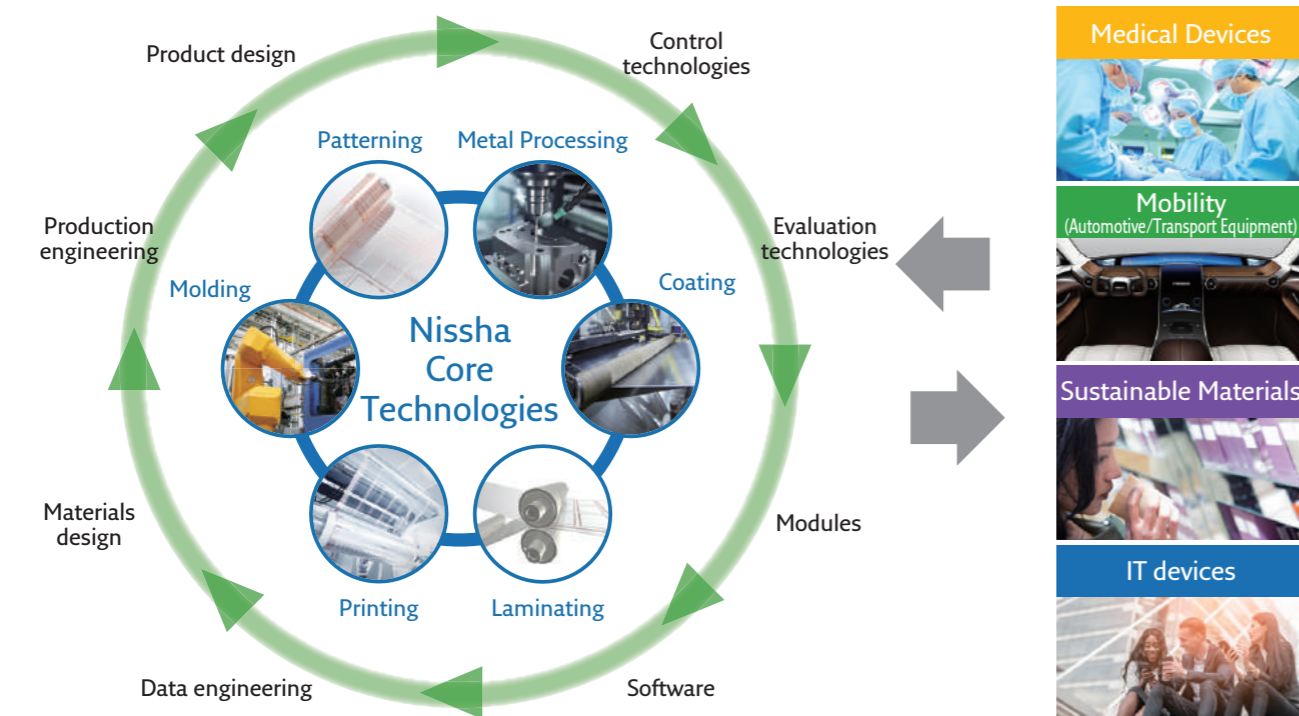 Product design
Control
technologies
Patterning
Metal Processing
Production
engineering
Evaluation
technologies
Molding
Coating
Nissha
Core
Technologies
Materials
design
Modules
Printing
Laminating
Data engineering
Software
Medical Devices
Mobility
(Automotive/Transport Equipment)
Sustainable Materials
IT devices